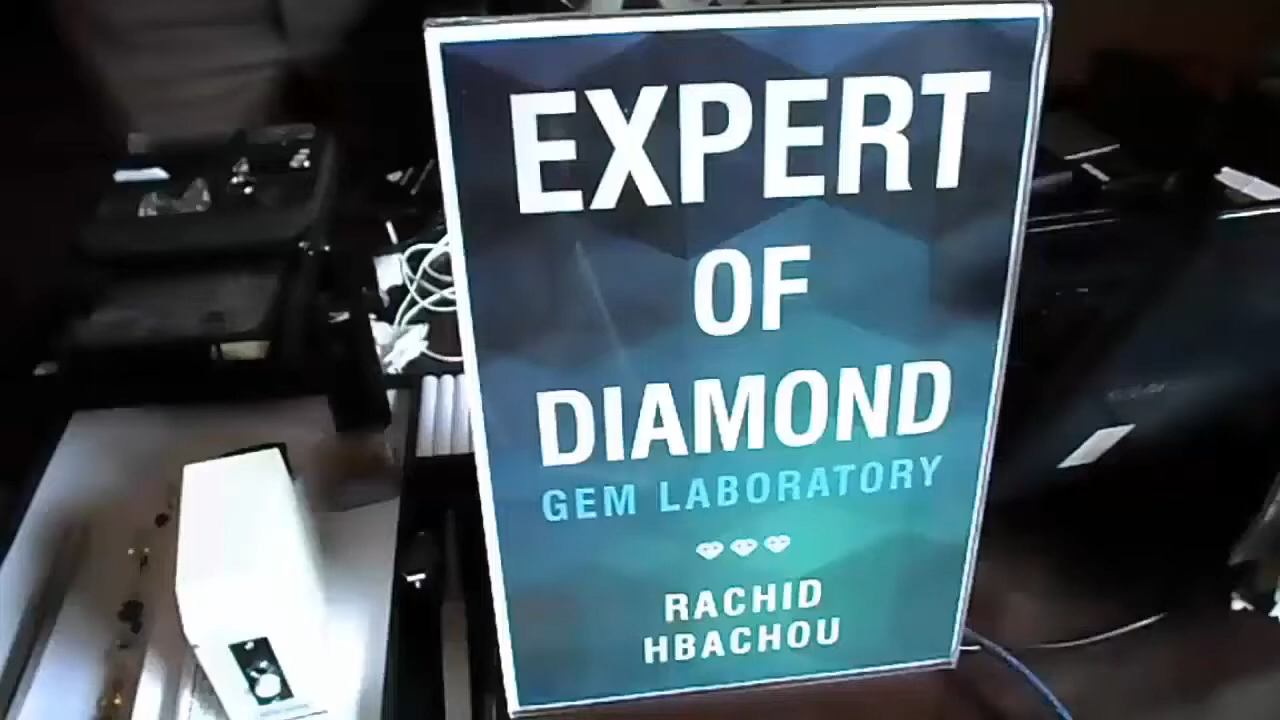 EXPERT
OF
DIAMOND
GEM LABORATORY
RACHID
HBACHOU